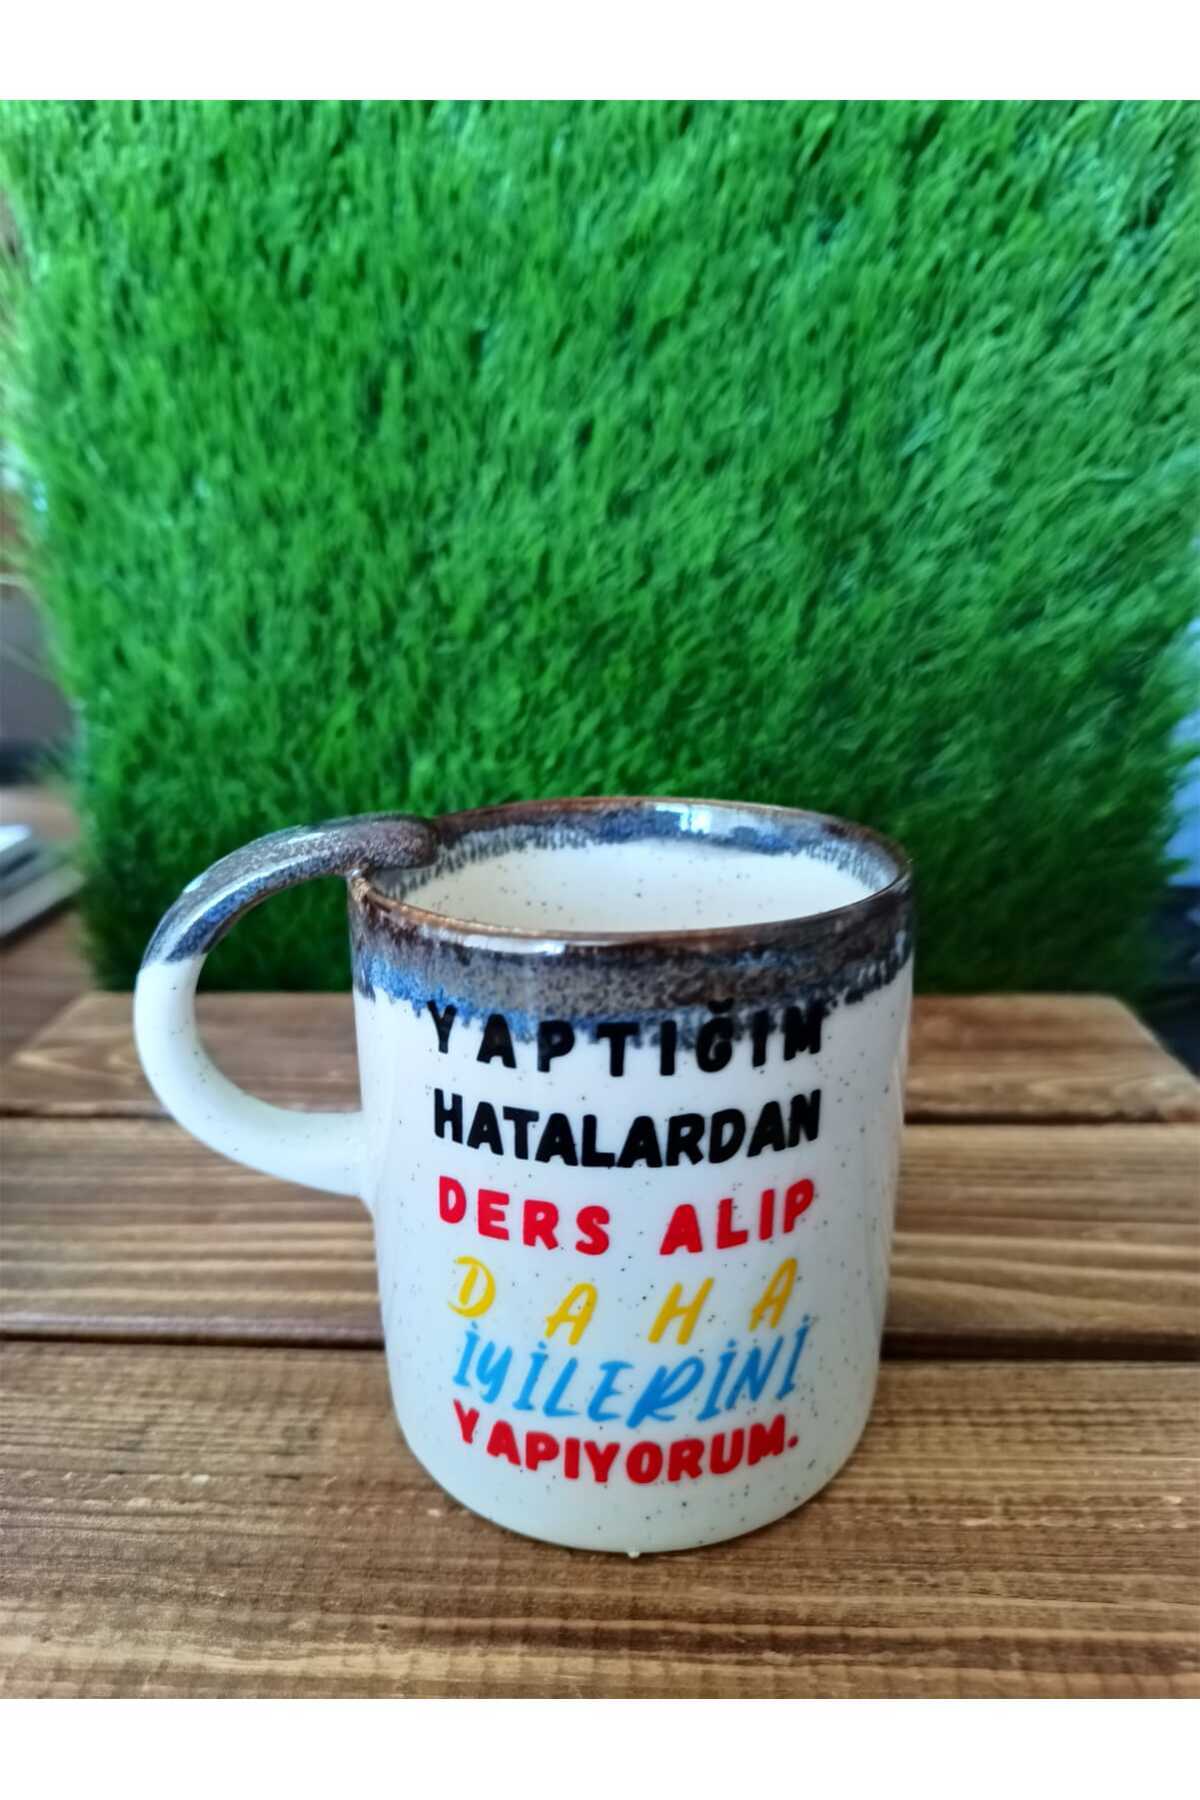 YAPTIĞIM
HATALARDAN
DERS ALIP
DAHA
İYİLERİNİ
YAPIYORUM.